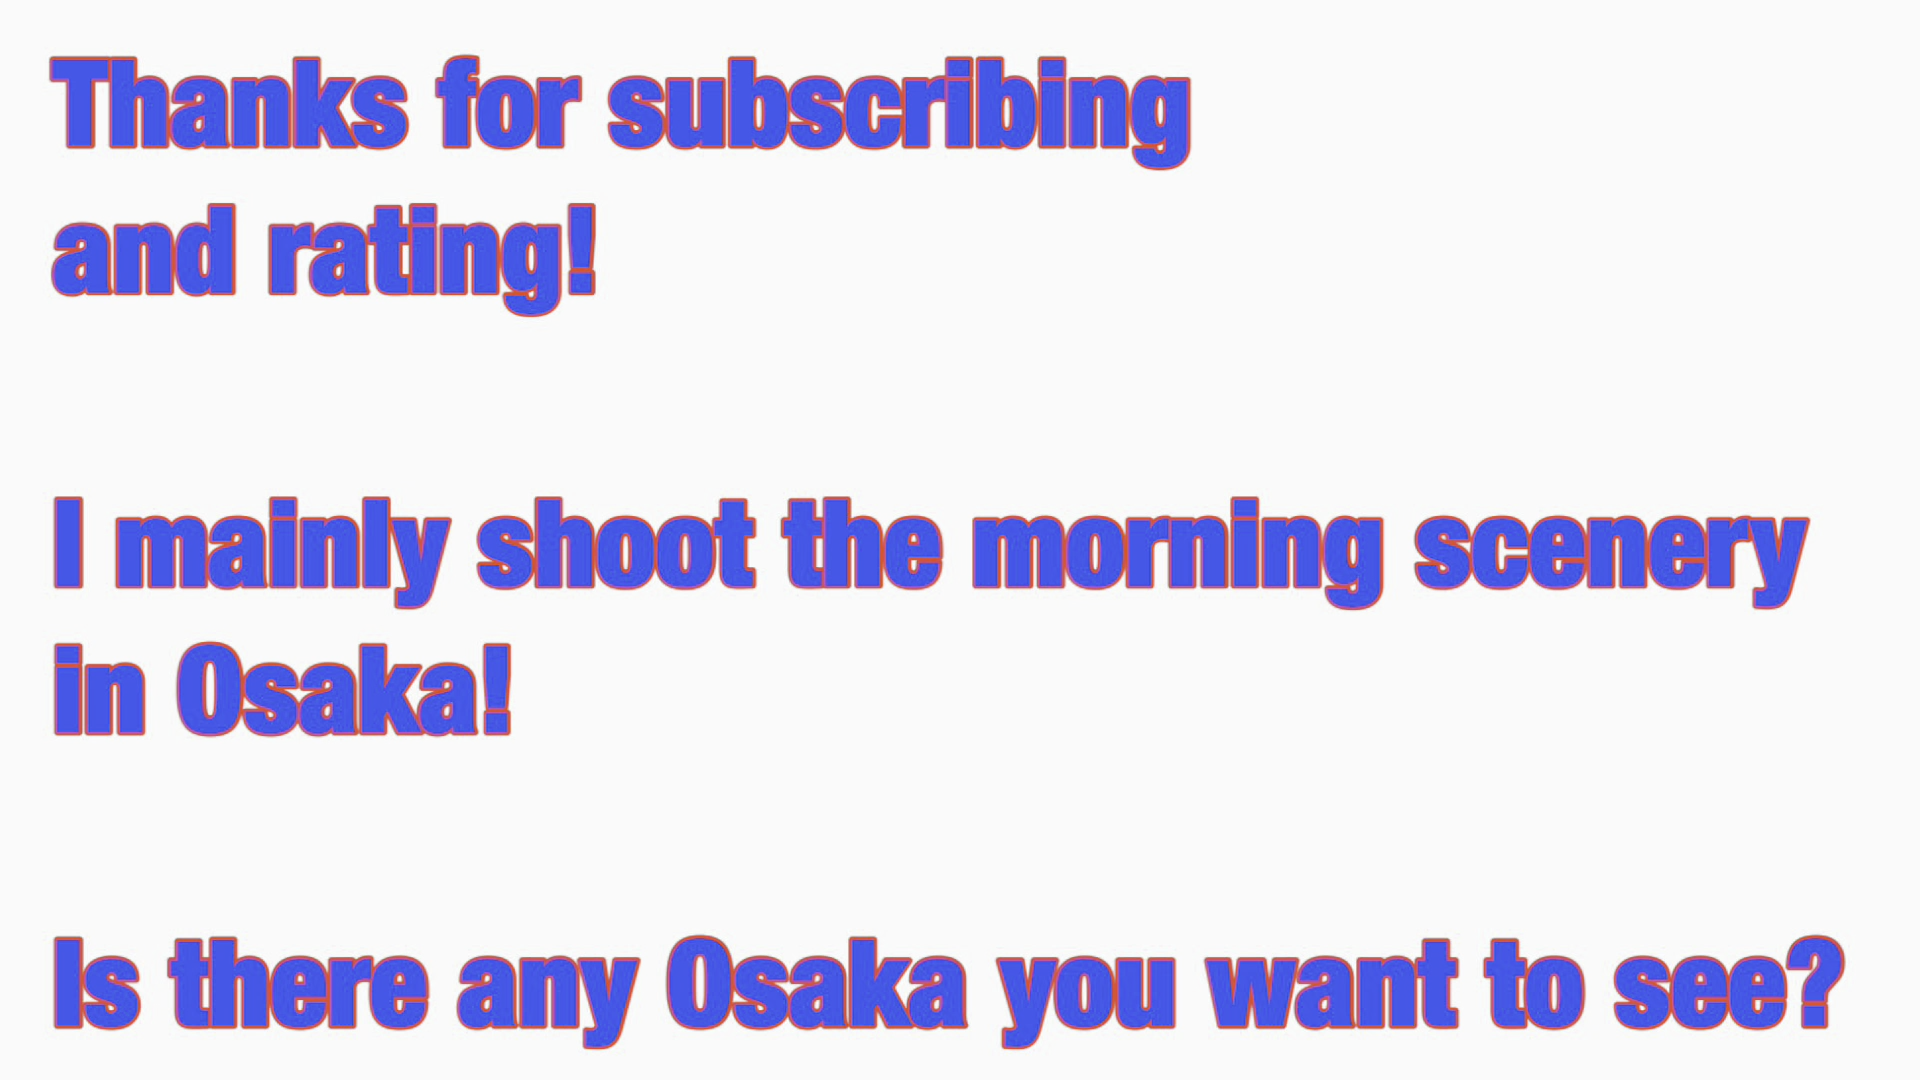 Thanks for subscribing
and rating!
I mainly shoot the morning scenery
in Osaka!
Is there any Osaka you want to see?